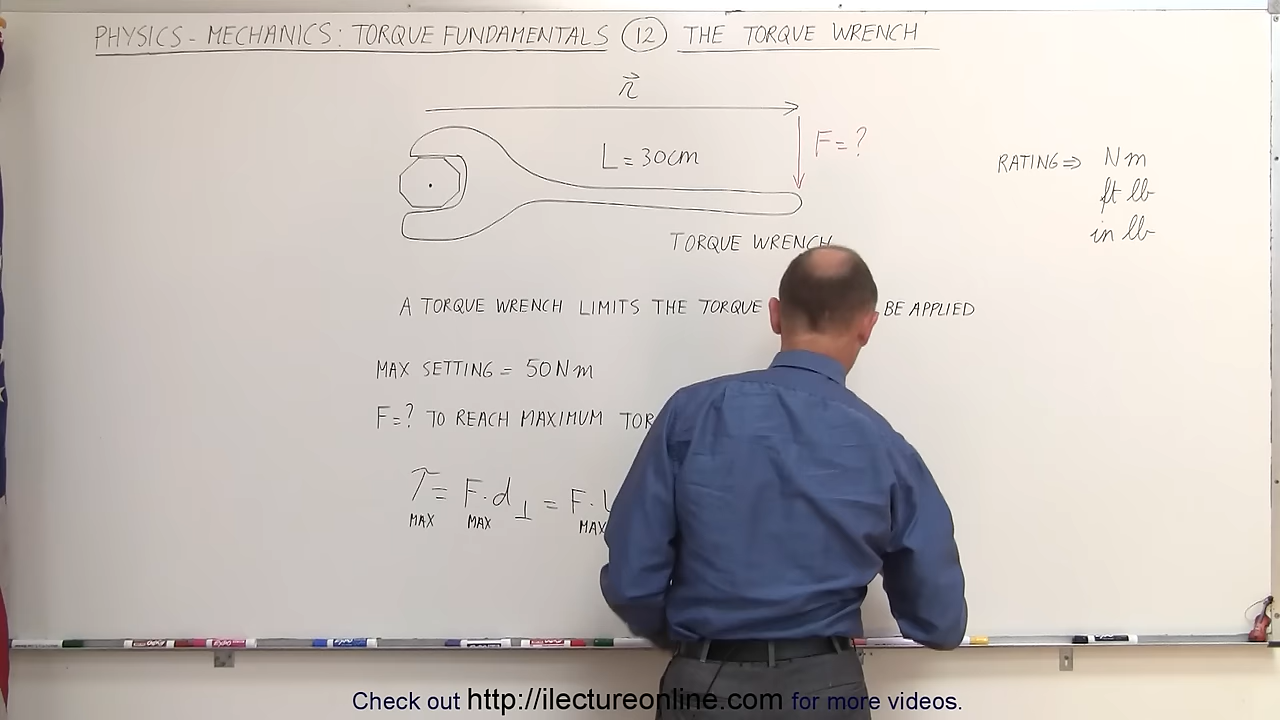 PHYSICS - MECHANICS: TORQUE FUNDAMENTALS 12 THE TORQUE WRENCH
r
F = ?
L = 30 cm
RATING ⇒ Nm
ft lb
in lb
TORQUE WRENCH
A TORQUE WRENCH LIMITS THE TORQUE BE APPLIED
MAX SETTING = 50 Nm
F = ? TO REACH MAXIMUM TOR
τ = F · d⊥ = F · L
MAX MAX MAX
Check out http://ilectureonline.com for more videos.